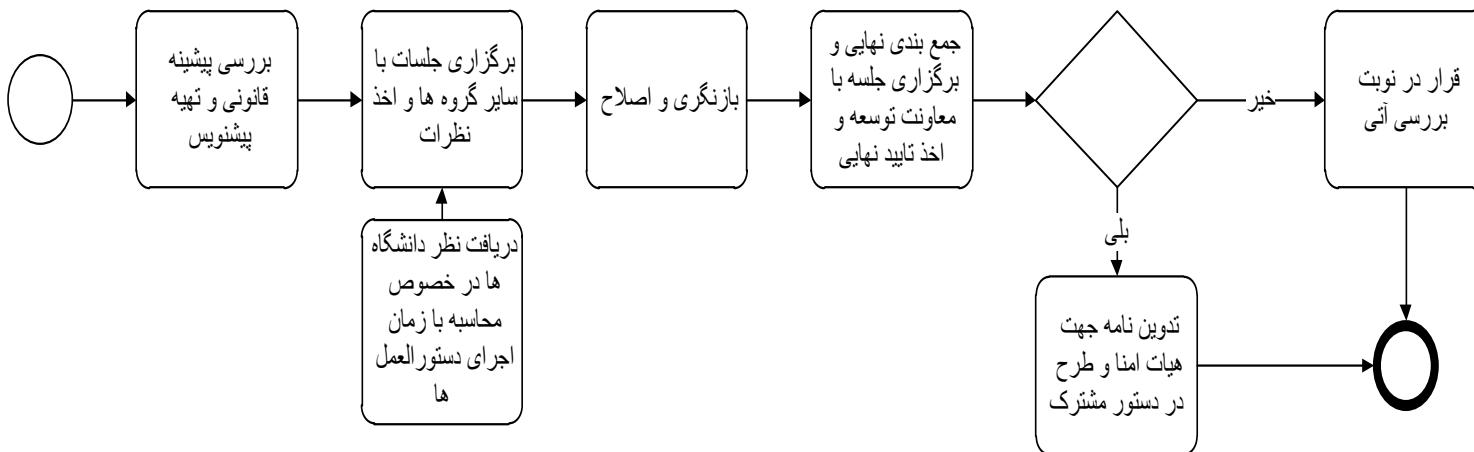 بررسی پیشینه
قانونی و تهیه
پیشنویس
برگزاری جلسات با
سایر گروه ها و اخذ
نظرات
بازنگری و اصلاح
جمع بندی نهایی و
برگزاری جلسه با
معاونت توسعه و
اخذ تایید نهایی
خیر
قرار در نوبت
بررسی آتی
بلی
دریافت نظر دانشگاه
ها در خصوص
محاسبه با زمان
اجرای دستورالعمل
ها
تدوین نامه جهت
هیات امنا و طرح
در دستور مشترک